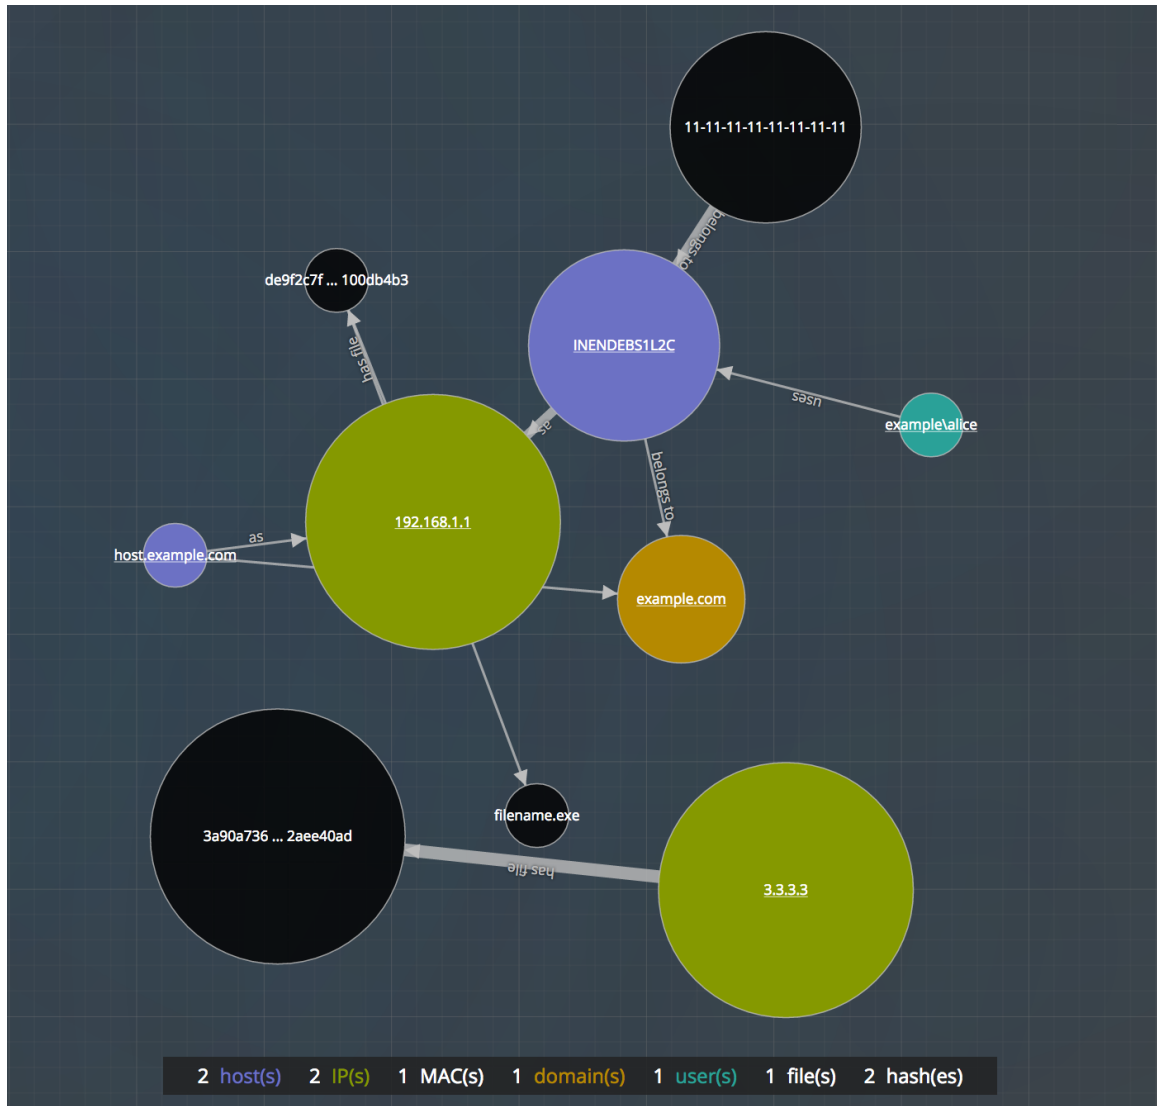 11-11-11-11-11-11-11-11
belongs to
de9f2c7f ... 100db4b3
has file
INENDEBS1L2C
uses
example\alice
as
belongs to
192.168.1.1
as
host.example.com
example.com
filename.exe
3a90a736 ... 2aee40ad
has file
3.3.3.3
2 host(s) 2 IP(s) 1 MAC(s) 1 domain(s) 1 user(s) 1 file(s) 2 hash(es)